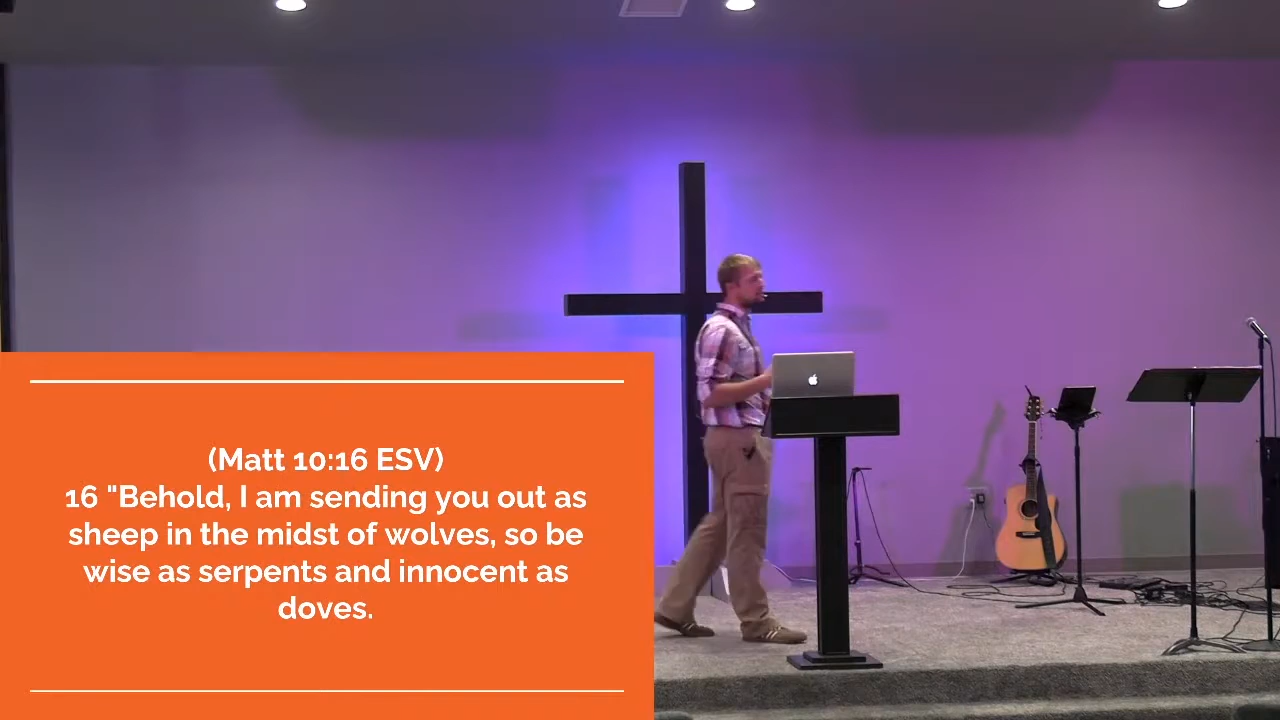 (Matt 10:16 ESV)
16 "Behold, I am sending you out as
sheep in the midst of wolves, so be
wise as serpents and innocent as
doves.